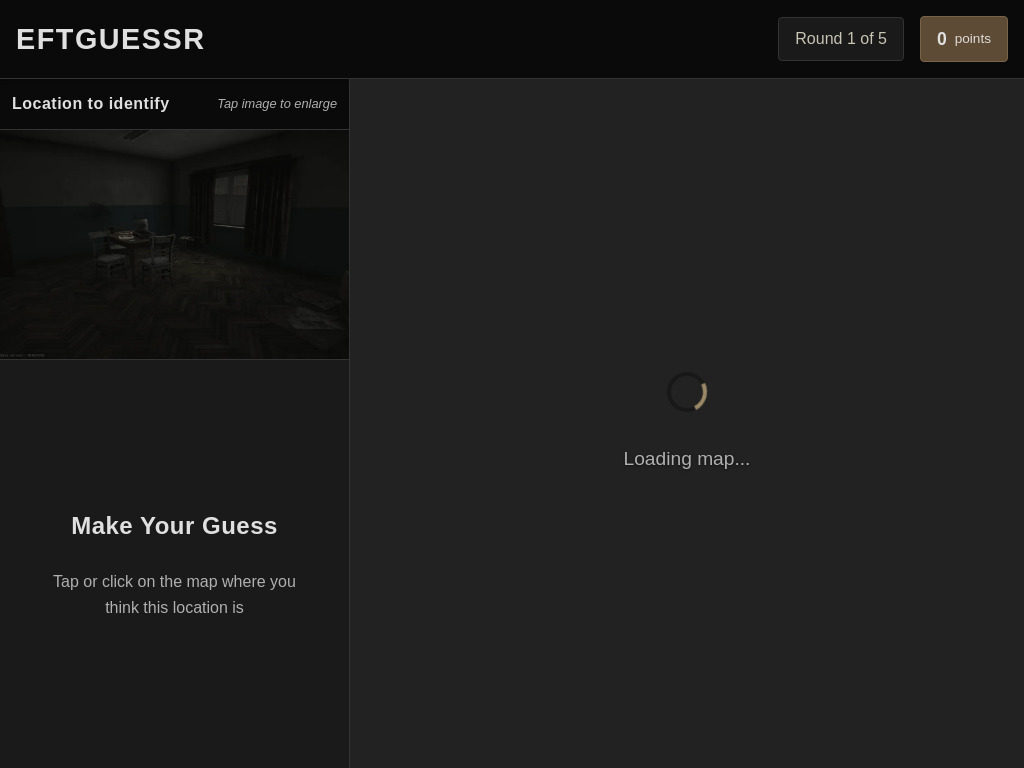 EFTGUESSR
Round 1 of 5
0 points
Location to identify
Tap image to enlarge
Make Your Guess
Tap or click on the map where you
think this location is
Loading map...